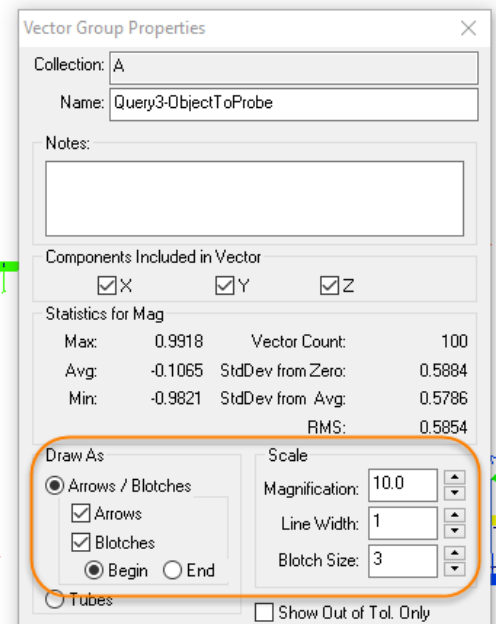 Vector Group Properties
Collection: A
Name: Query3-ObjectToProbe
Notes:
Components Included in Vector
X Y Z
Statistics for Mag
Max: 0.9918 Vector Count: 100
Avg: -0.1065 StdDev from Zero: 0.5884
Min: -0.9821 StdDev from Avg: 0.5786
RMS: 0.5854
Draw As
Arrows / Blotches
Arrows
Blotches
Begin End
Tubes
Scale
Magnification: 10.0
Line Width: 1
Blotch Size: 3
Show Out of Tol. Only